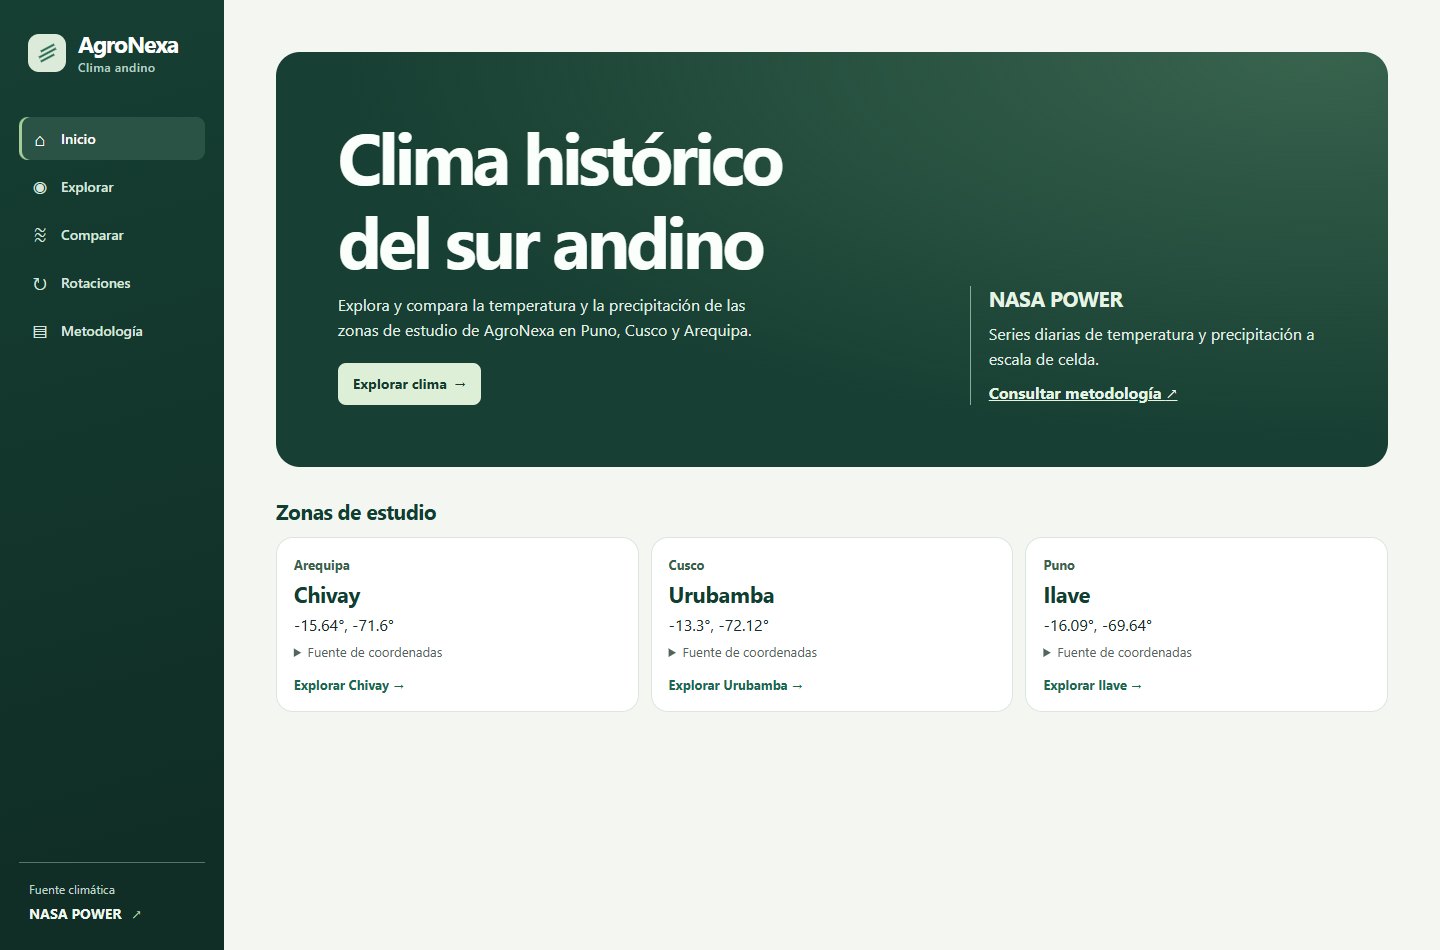 AgroNexa
Clima andino
Inicio
Explorar
Comparar
Rotaciones
Metodología
Fuente climática
NASA POWER ↗
Clima histórico
del sur andino
Explora y compara la temperatura y la precipitación de las
zonas de estudio de AgroNexa en Puno, Cusco y Arequipa.
Explorar clima →
NASA POWER
Series diarias de temperatura y precipitación a
escala de celda.
Consultar metodología ↗
Zonas de estudio
Arequipa
Chivay
-15.64°, -71.6°
Fuente de coordenadas
Explorar Chivay →
Cusco
Urubamba
-13.3°, -72.12°
Fuente de coordenadas
Explorar Urubamba →
Puno
Ilave
-16.09°, -69.64°
Fuente de coordenadas
Explorar Ilave →